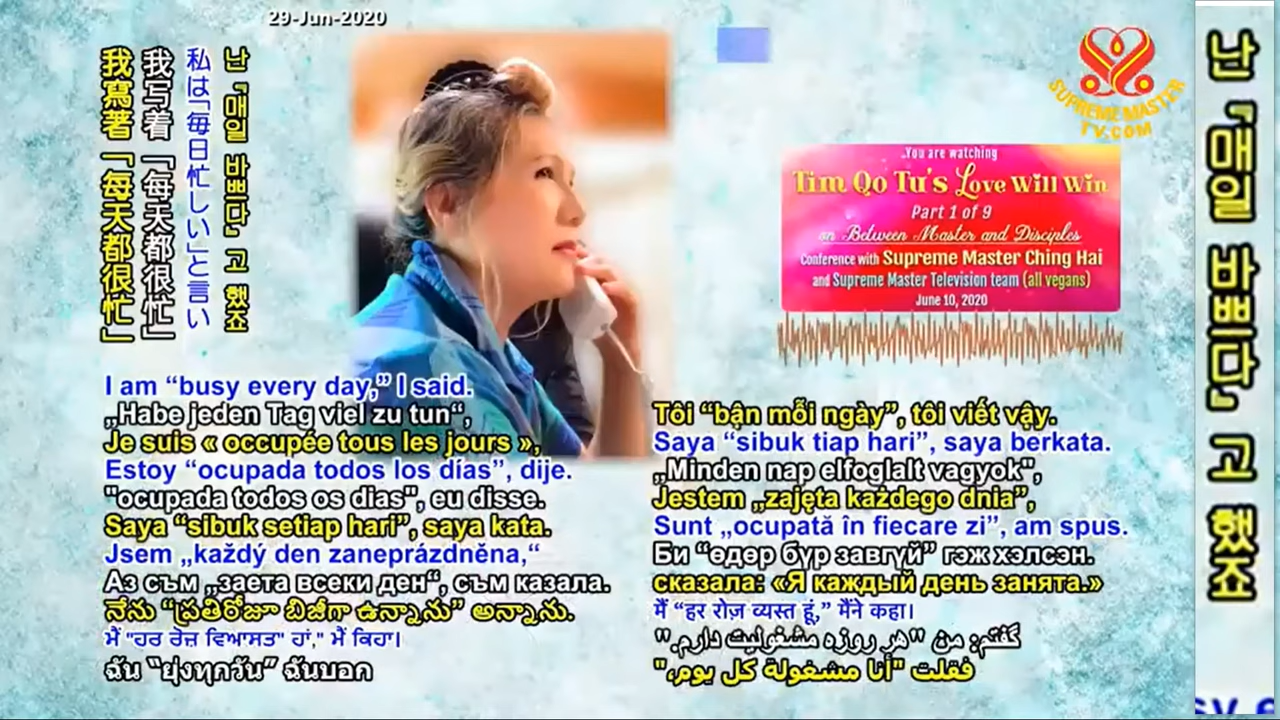 29-Jun-2020
난 「매일 바쁘다」고 했죠
私は「毎日忙しい」と言い
我写着「每天都很忙」
我寫著「每天都很忙」
SUPREME MASTER
TV.COM
You are watching
Tim Qo Tu's Love Will Win
Part 1 of 9
on Between Master and Disciples
Conference with Supreme Master Ching Hai
and Supreme Master Television team (all vegans)
June 10, 2020
I am “busy every day,” I said.
„Habe jeden Tag viel zu tun“,
Je suis « occupée tous les jours »,
Estoy “ocupada todos los días”, dije.
"ocupada todos os dias", eu disse.
Saya “sibuk setiap hari”, saya kata.
Jsem „každý den zaneprázdněna,“
Аз съм „заета всеки ден“, съм казала.
నేను “ప్రతిరోజూ బిజీగా ఉన్నాను” అన్నాను.
ਮੈਂ "ਹਰ ਰੋਜ਼ ਵਿਆਸਤ" ਹਾਂ," ਮੈਂ ਕਿਹਾ।
ฉัน “ยุ่งทุกวัน” ฉันบอก
Tôi “bận mỗi ngày”, tôi viết vậy.
Saya “sibuk tiap hari”, saya berkata.
„Minden nap elfoglalt vagyok",
Jestem „zajęta każdego dnia”,
Sunt „ocupată în fiecare zi”, am spus.
Би “өдөр бүр завгүй” гэж хэлсэн.
сказала: «Я каждый день занята.»
मैं “हर रोज़ व्यस्त हूं,” मैंने कहा।
گفتم: من "هر روزه مشغولیت دارم."
فقلت "أنا مشغولة كل يوم،"
난 「매일 바쁘다」고 했죠